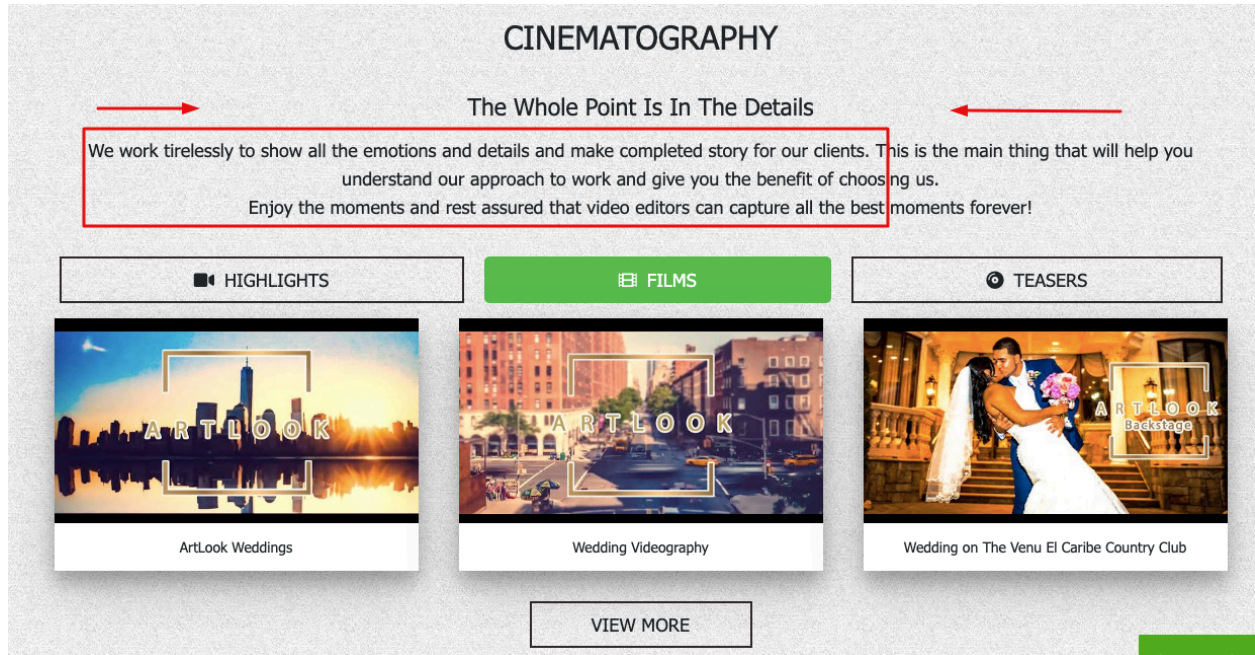 CINEMATOGRAPHY
The Whole Point Is In The Details
We work tirelessly to show all the emotions and details and make completed story for our clients. This is the main thing that will help you
understand our approach to work and give you the benefit of choosing us.
Enjoy the moments and rest assured that video editors can capture all the best moments forever!
HIGHLIGHTS
FILMS
TEASERS
ARTLOOK
ARTLOOK
ARTLOOK
Backstage
ArtLook Weddings
Wedding Videography
Wedding on The Venu El Caribe Country Club
VIEW MORE